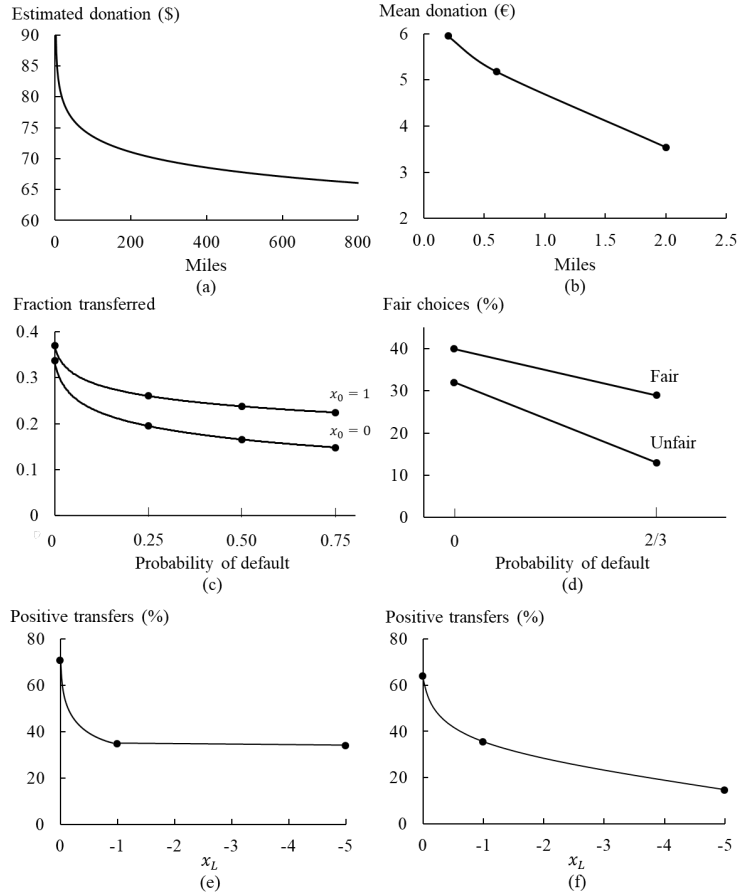 Estimated donation ($)
90
85
80
75
70
65
60
0 200 400 600 800
Miles
(a)
Mean donation (€)
6
5
4
3
2
0.0 0.5 1.0 1.5 2.0 2.5
Miles
(b)
Fraction transferred
0.4
0.3
0.2
0.1
0
x₀ = 1
x₀ = 0
0 0.25 0.50 0.75
Probability of default
(c)
Fair choices (%)
40
30
20
10
0
Fair
Unfair
0 2/3
Probability of default
(d)
Positive transfers (%)
80
60
40
20
0
0 -1 -2 -3 -4 -5
x_L
(e)
Positive transfers (%)
80
60
40
20
0
0 -1 -2 -3 -4 -5
x_L
(f)